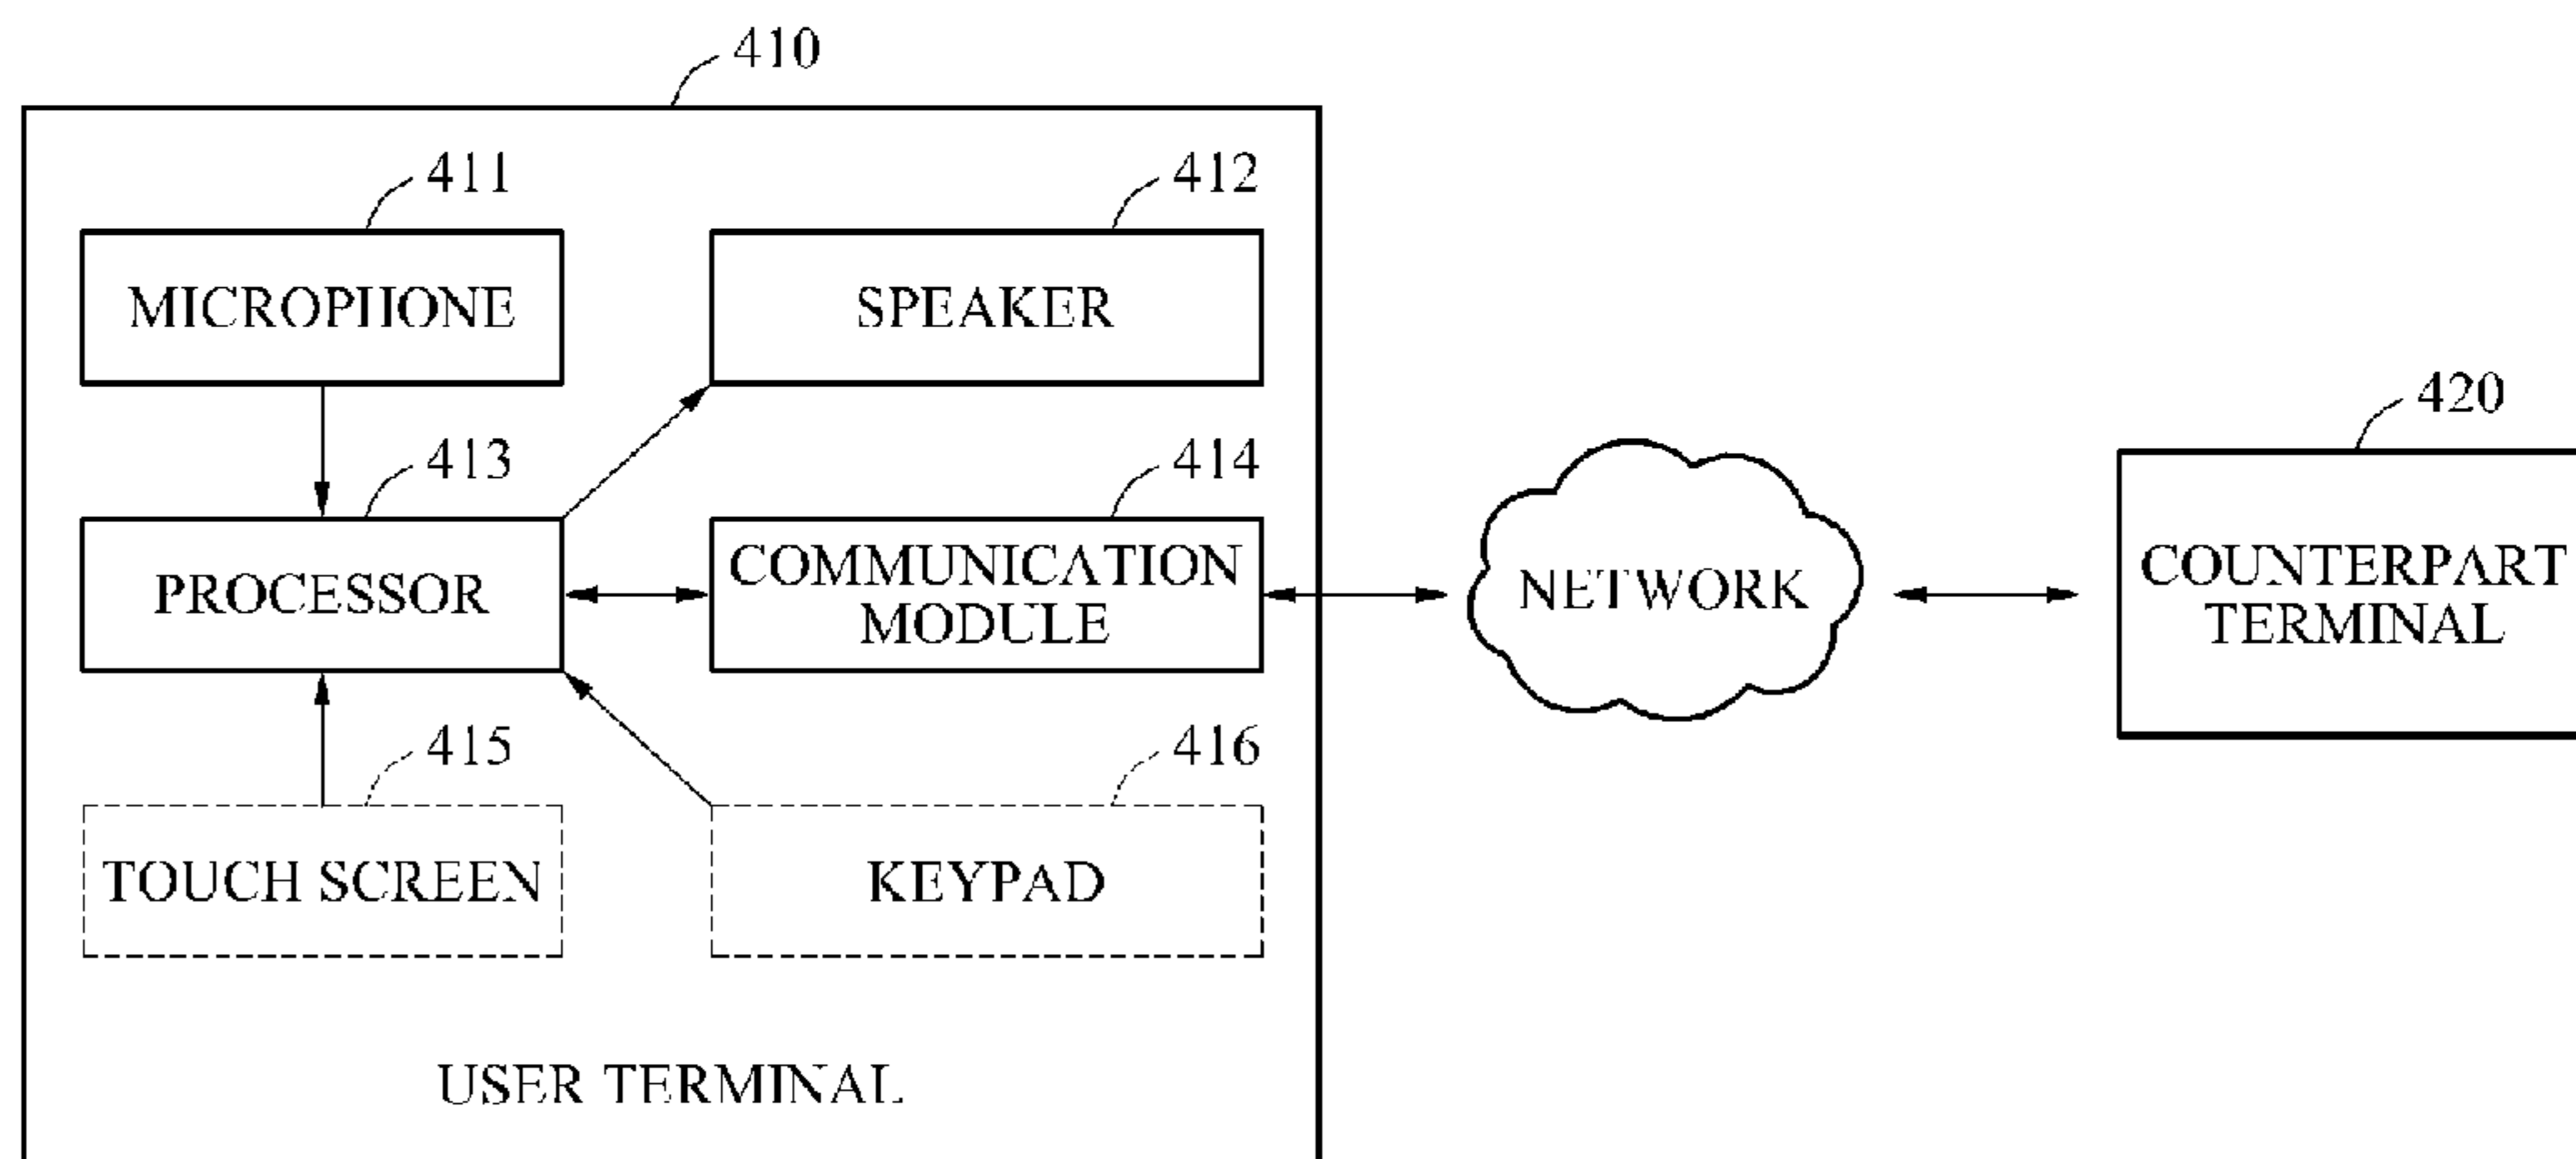 410
411
412
MICROPHONE
SPEAKER
420
413
414
PROCESSOR
COMMUNICATION
MODULE
NETWORK
COUNTERPART
TERMINAL
415
416
TOUCH SCREEN
KEYPAD
USER TERMINAL